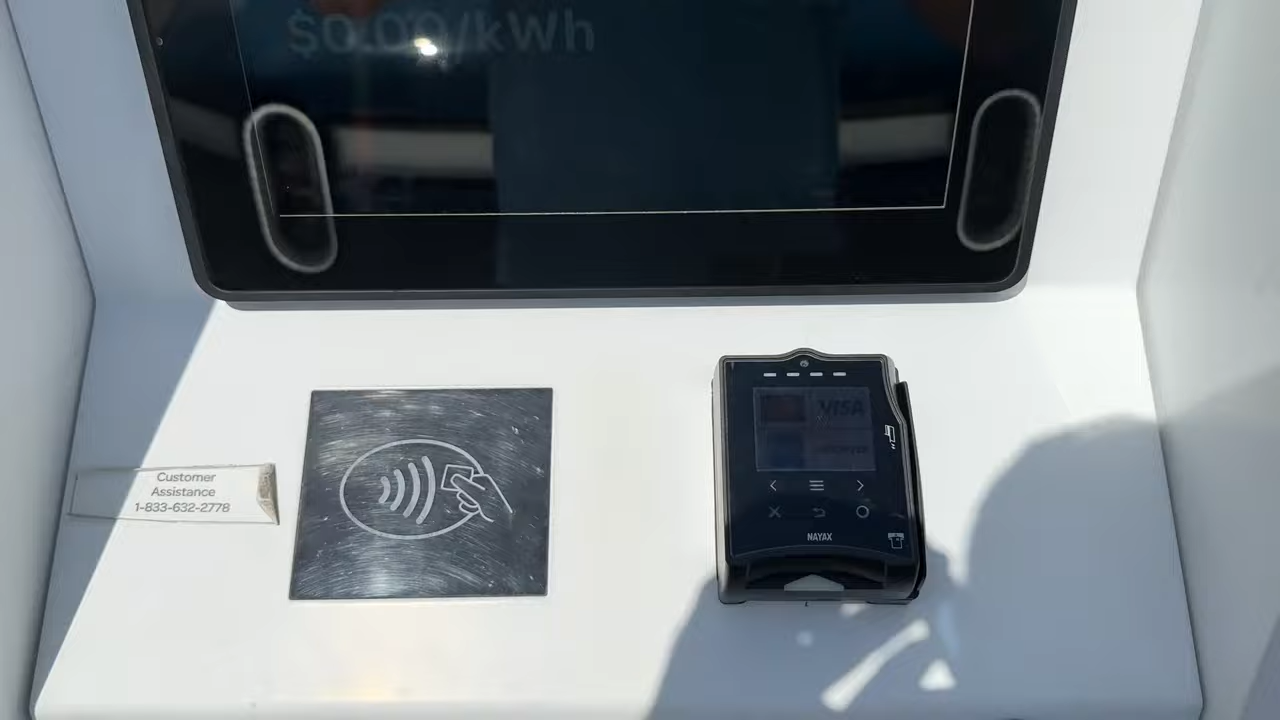 $0.00/kWh
VISA
Customer
Assistance
1-833-632-2778
NAYAX